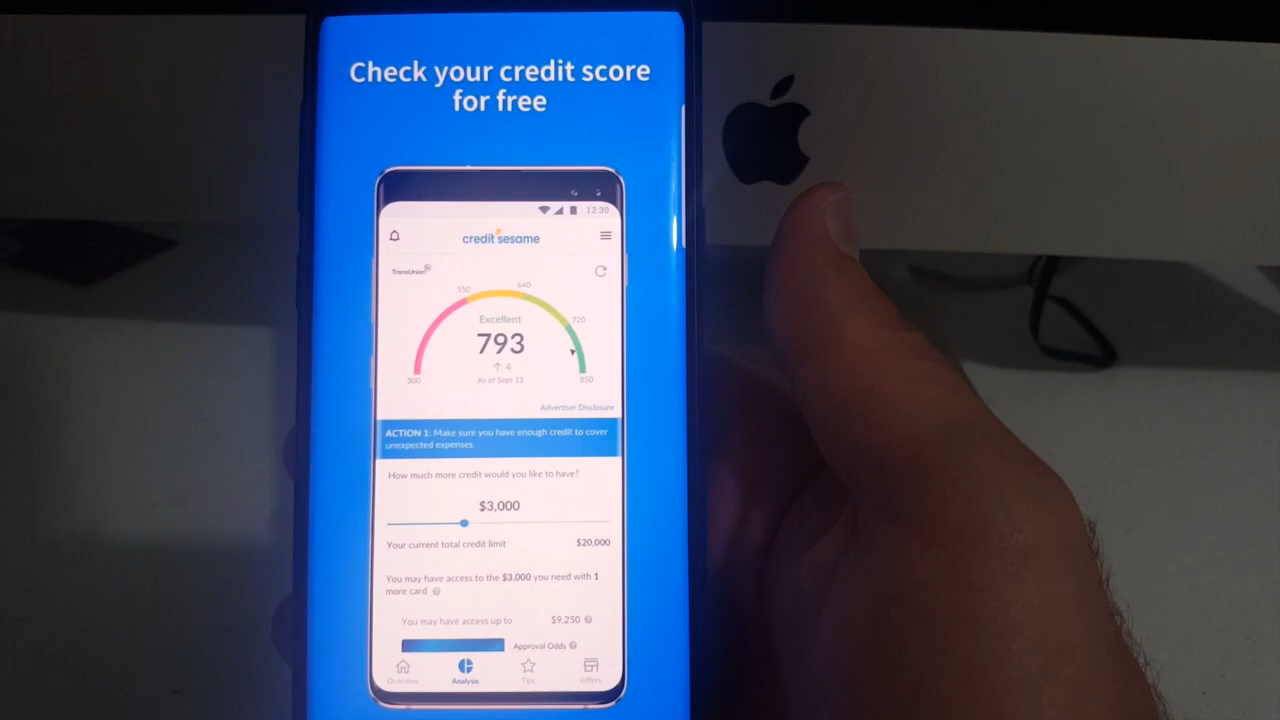 Check your credit score
for free
12:30
credit sesame
TransUnion
550
640
720
300
850
Excellent
793
4
As of Sept 13
Advertiser Disclosure
ACTION 1: Make sure you have enough credit to cover
unexpected expenses.
How much more credit would you like to have?
$3,000
Your current total credit limit $20,000
You may have access to the $3,000 you need with 1
more card
You may have access up to $9,250
Approval Odds
Overview Analysis Tips Offers